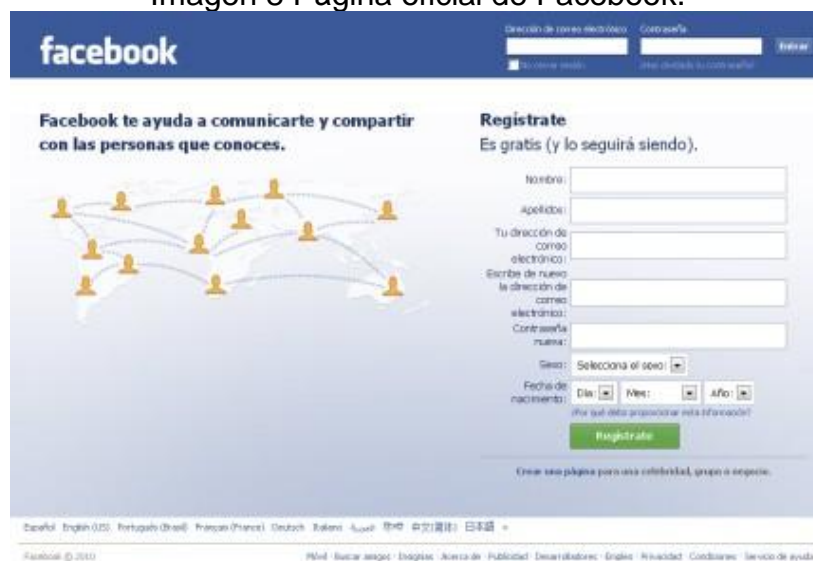 Imagen 3 Página oficial de Facebook.
facebook
Dirección de correo electrónico
Contraseña
Entrar
No cerrar sesión
¿Has olvidado tu contraseña?
Facebook te ayuda a comunicarte y compartir
con las personas que conoces.
Regístrate
Es gratis (y lo seguirá siendo).
Nombre:
Apellidos:
Tu dirección de
correo
electrónico:
Escribe de nuevo
la dirección de
correo
electrónico:
Contraseña
nueva:
Sexo: Selecciona el sexo:
Fecha de
nacimiento: Día: Mes: Año:
¿Por qué debo proporcionar esta información?
Regístrate
Crear una página para una celebridad, grupo o negocio.
Español English (US) Português (Brasil) Français (France) Deutsch Italiano العربية हिन्दी 中文(简体) 日本語 »
Facebook © 2010
Móvil · Buscar amigos · Insignias · Acerca de · Publicidad · Desarrolladores · Empleo · Privacidad · Condiciones · Servicio de ayuda